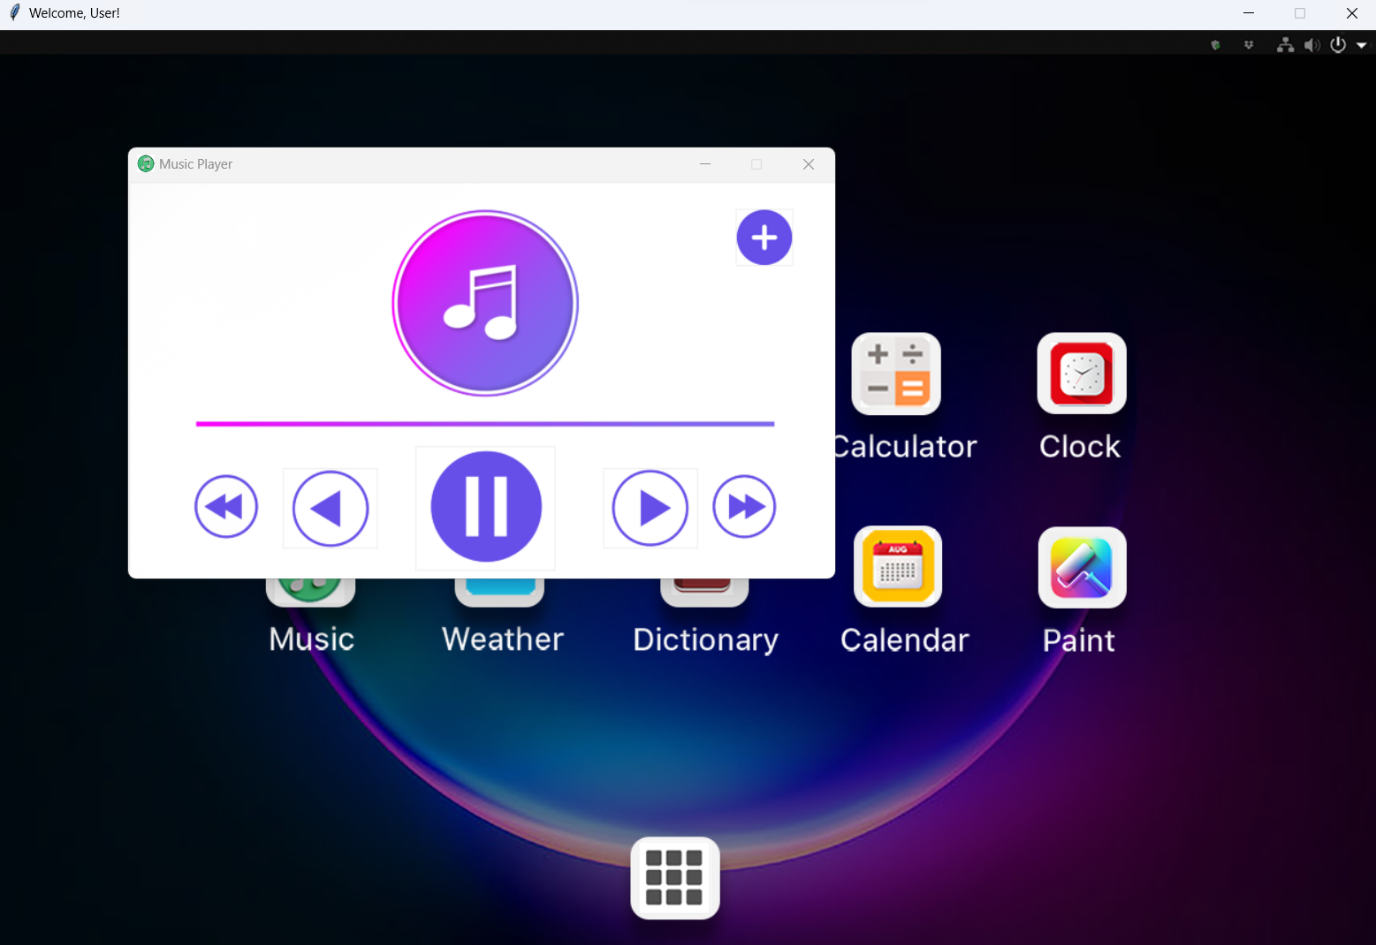 Welcome, User!
Music Player
Calculator
Clock
AUG
Music
Weather
Dictionary
Calendar
Paint